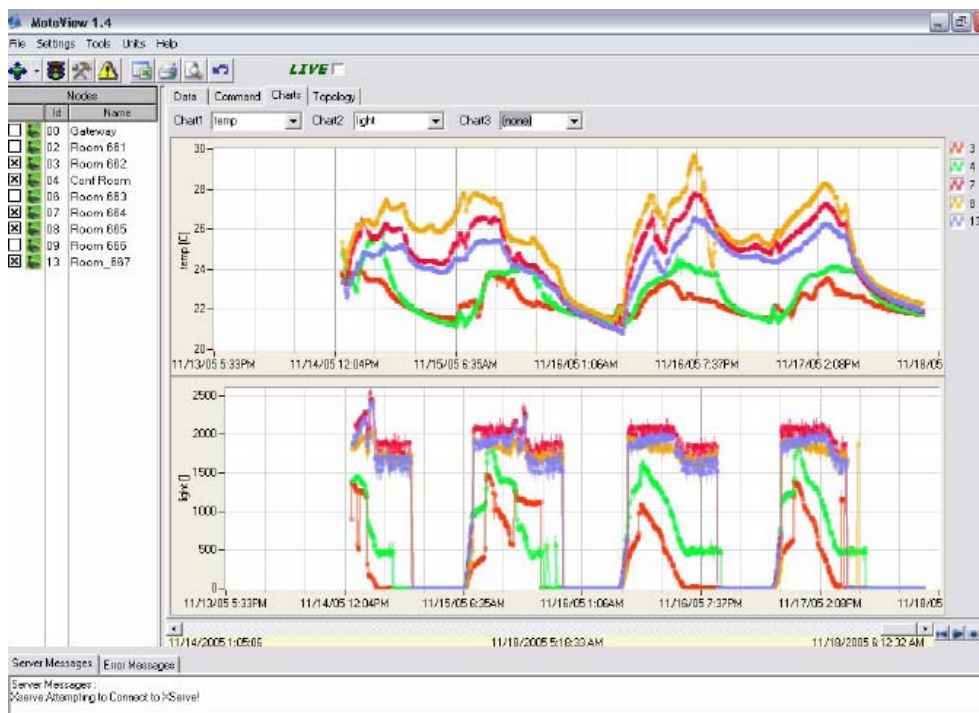 MoteView 1.4
File Settings Tools Units Help
LIVE
Nodes
Id Name
00 Gateway
02 Room 661
03 Room 662
04 Conf Room
06 Room 663
07 Room 664
08 Room 665
09 Room 666
13 Room_667
Data Command Charts Topology
Chart1 temp Chart2 light Chart3 (none)
30
28
26
24
22
20
temp [C]
11/13/05 5:33PM 11/14/05 12:04PM 11/15/05 6:35AM 11/16/05 1:06AM 11/16/05 7:37PM 11/17/05 2:08PM 11/18/05
3
4
7
8
13
2500
2000
1500
1000
500
0
light []
11/13/05 5:33PM 11/14/05 12:04PM 11/15/05 6:35AM 11/16/05 1:06AM 11/16/05 7:37PM 11/17/05 2:08PM 11/18/05
11/14/2005 1:05:06 11/18/2005 5:18:33 AM 11/18/2005 6:12:32 AM
Server Messages Error Messages
Server Messages :
Xserve Attempting to Connect to XServe!